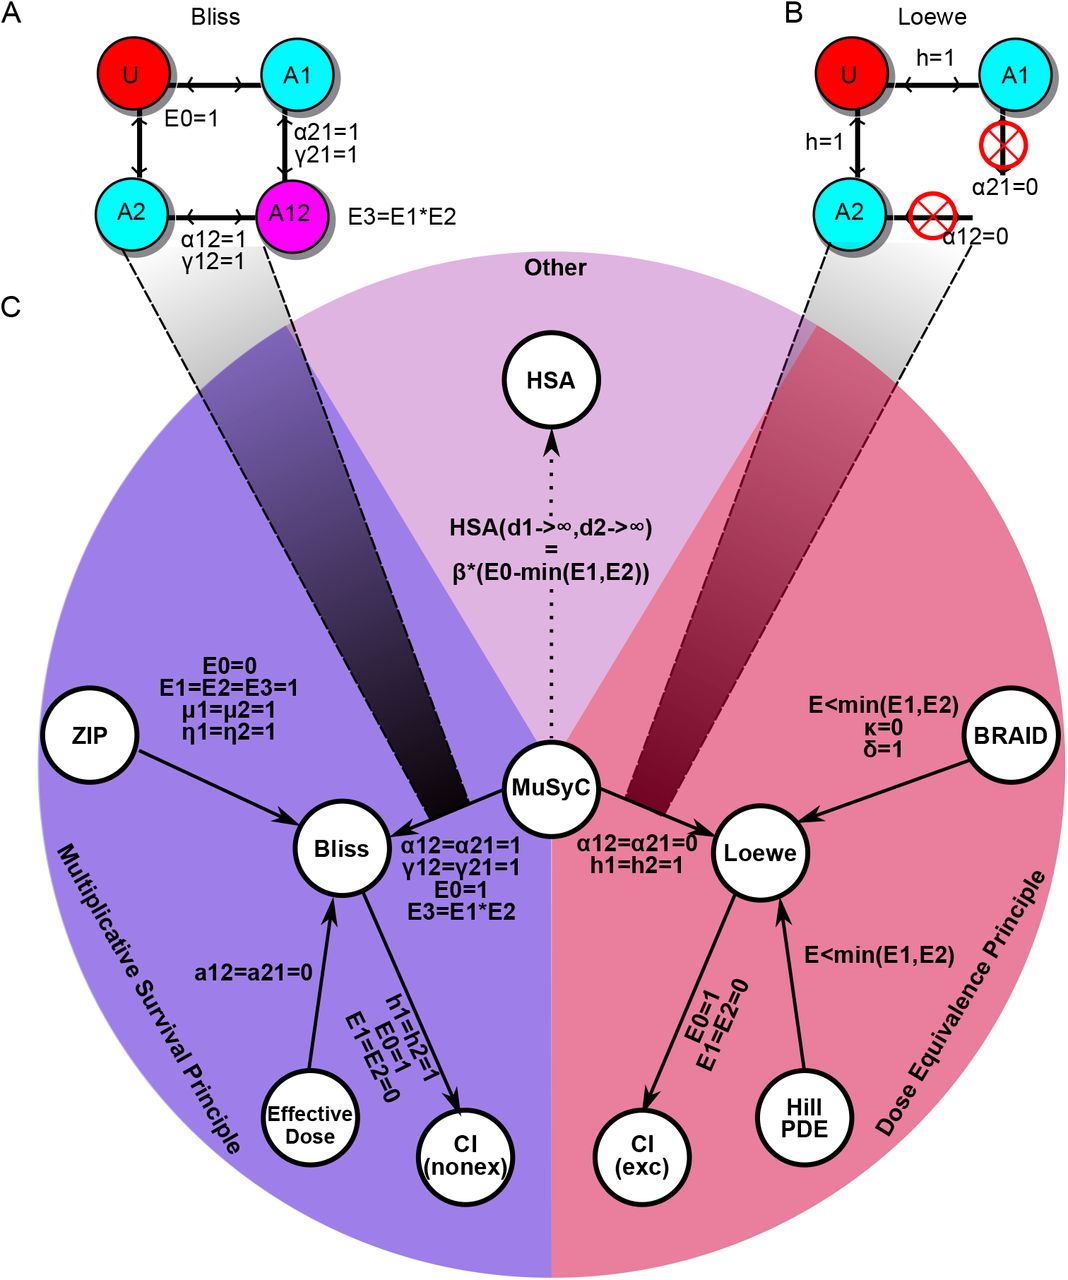 A
Bliss
U
A1
E0=1
α21=1
γ21=1
A2
A12
E3=E1*E2
α12=1
γ12=1
B
Loewe
U
h=1
A1
h=1
α21=0
A2
α12=0
C
Other
HSA
HSA(d1->∞,d2->∞)
=
β*(E0-min(E1,E2))
E0=0
E1=E2=E3=1
μ1=μ2=1
η1=η2=1
ZIP
E<min(E1,E2)
κ=0
δ=1
BRAID
MuSyC
Bliss
α12=α21=1
γ12=γ21=1
E0=1
E3=E1*E2
α12=α21=0
h1=h2=1
Loewe
Multiplicative Survival Principle
a12=a21=0
h1=h2=1
E0=1
E1=E2=0
E0=1
E1=E2=0
E<min(E1,E2)
Dose Equivalence Principle
Effective
Dose
CI
(nonex)
CI
(exc)
Hill
PDE